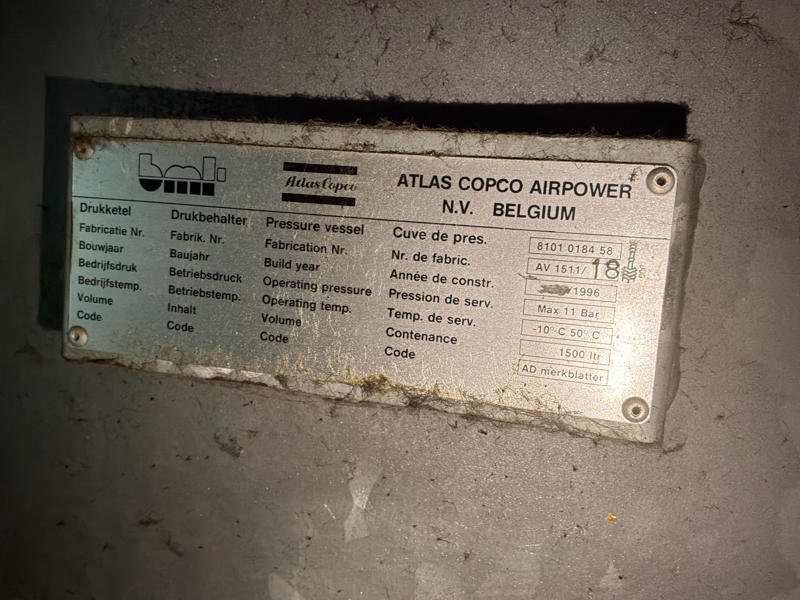 bmli
Atlas Copco
ATLAS COPCO AIRPOWER
N.V. BELGIUM
Drukketel Drukbehalter Pressure vessel Cuve de pres. 8101 0184 58
Fabricatie Nr. Fabrik. Nr. Fabrication Nr. Nr. de fabric. AV 1511/ 18
Bouwjaar Baujahr Build year Année de constr. /1996
Bedrijfsdruk Betriebsdruck Operating pressure Pression de serv. Max 11 Bar
Bedrijfstemp. Betriebstemp. Operating temp. Temp. de serv. -10° C 50° C
Volume Inhalt Volume Contenance 1500 ltr
Code Code Code Code AD merkblatter